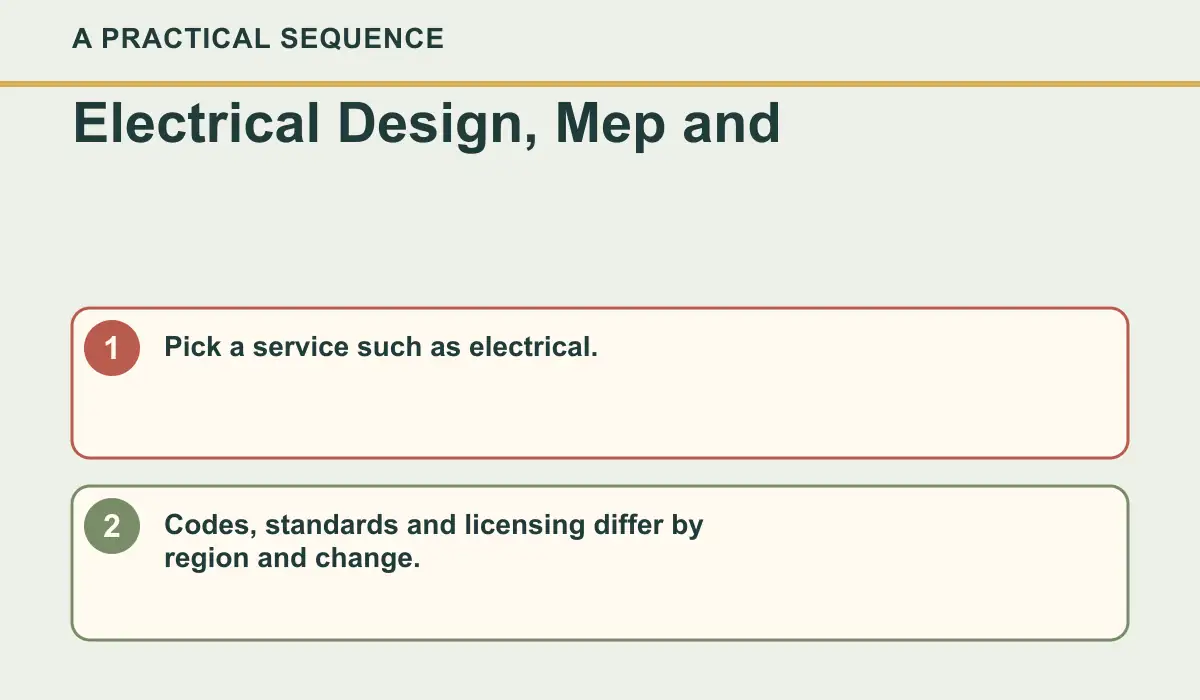 A PRACTICAL SEQUENCE
Electrical Design, Mep and
1
Pick a service such as electrical.
2
Codes, standards and licensing differ by
region and change.